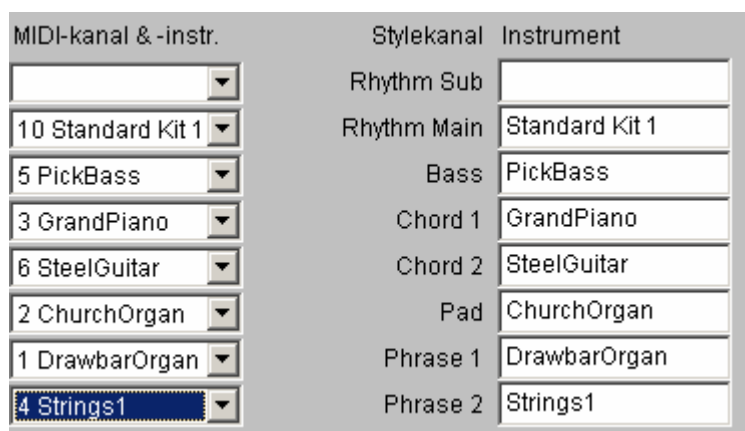 MIDI-kanal & -instr. Stylekanal Instrument
Rhythm Sub
10 Standard Kit 1 Rhythm Main Standard Kit 1
5 PickBass Bass PickBass
3 GrandPiano Chord 1 GrandPiano
6 SteelGuitar Chord 2 SteelGuitar
2 ChurchOrgan Pad ChurchOrgan
1 DrawbarOrgan Phrase 1 DrawbarOrgan
4 Strings1 Phrase 2 Strings1